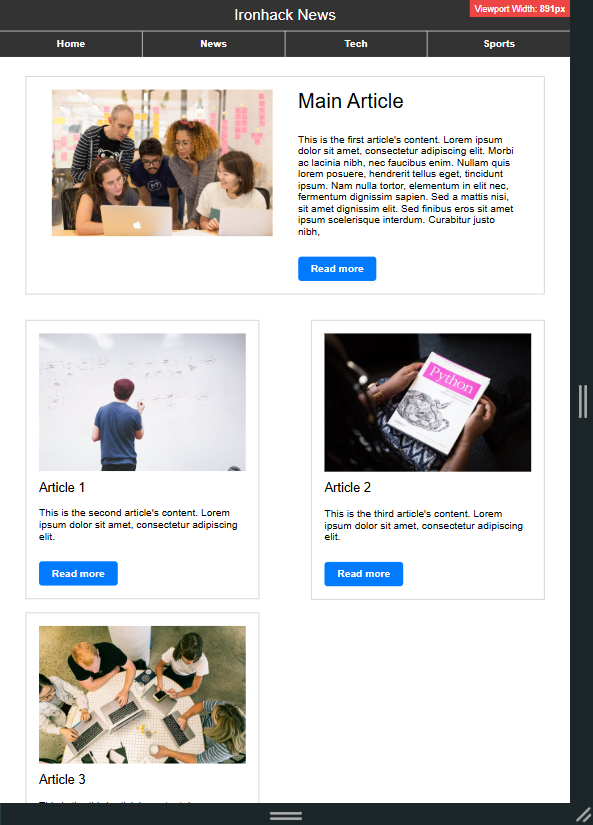 Ironhack News
Viewport Width: 891px
Home
News
Tech
Sports
Main Article
This is the first article's content. Lorem ipsum
dolor sit amet, consectetur adipiscing elit. Morbi
ac lacinia nibh, nec faucibus enim. Nullam quis
lorem posuere, hendrerit tellus eget, tincidunt
ipsum. Nam nulla tortor, elementum in elit nec,
fermentum dignissim sapien. Sed a mattis nisi,
sit amet dignissim elit. Sed finibus eros sit amet
ipsum scelerisque interdum. Curabitur justo
nibh,
Read more
Article 1
This is the second article's content. Lorem
ipsum dolor sit amet, consectetur adipiscing
elit.
Read more
Python
Article 2
This is the third article's content. Lorem
ipsum dolor sit amet, consectetur adipiscing
elit.
Read more
Article 3